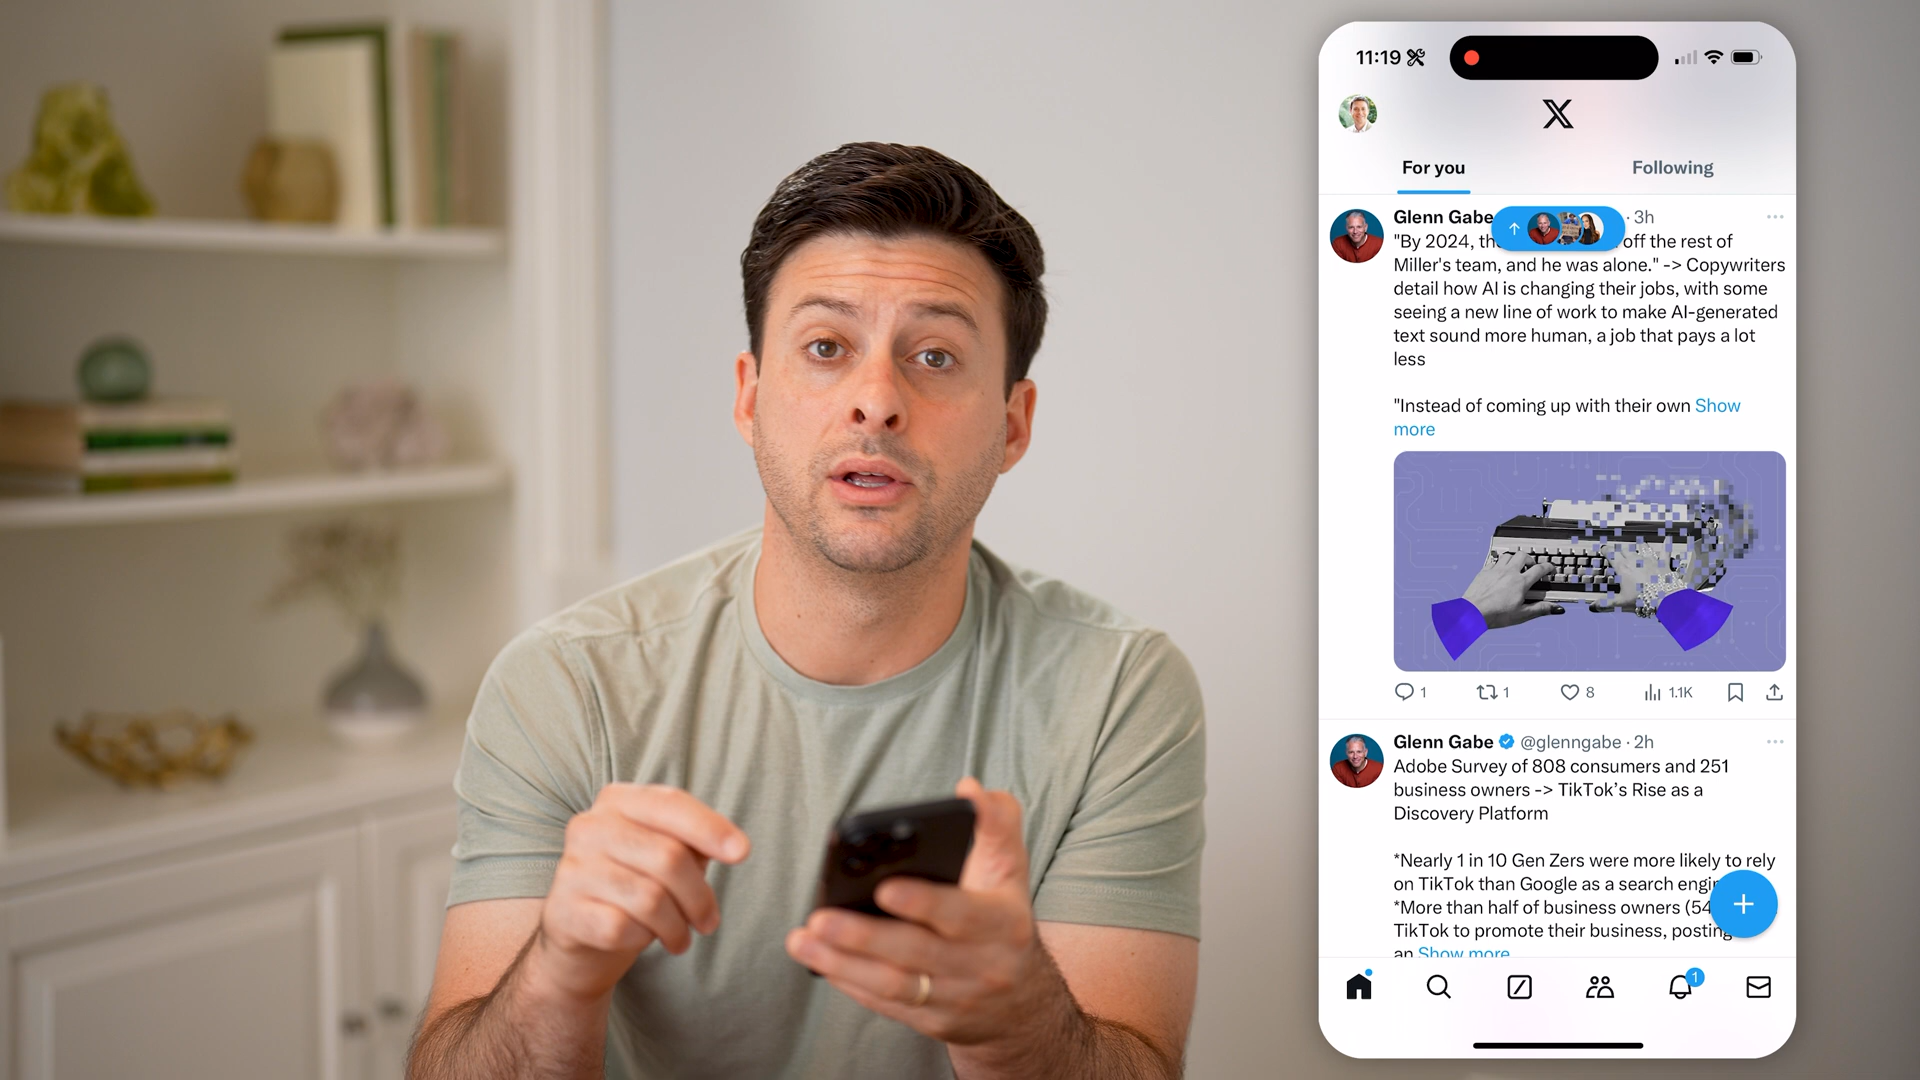 11:19
X
For you Following
Glenn Gabe · 3h
"By 2024, th off the rest of
Miller's team, and he was alone." -> Copywriters
detail how AI is changing their jobs, with some
seeing a new line of work to make AI-generated
text sound more human, a job that pays a lot
less
"Instead of coming up with their own Show
more
1 1 8 1.1K
Glenn Gabe @glenngabe · 2h
Adobe Survey of 808 consumers and 251
business owners -> TikTok’s Rise as a
Discovery Platform
*Nearly 1 in 10 Gen Zers were more likely to rely
on TikTok than Google as a search engi
*More than half of business owners (54
TikTok to promote their business, posting
an Show more
1